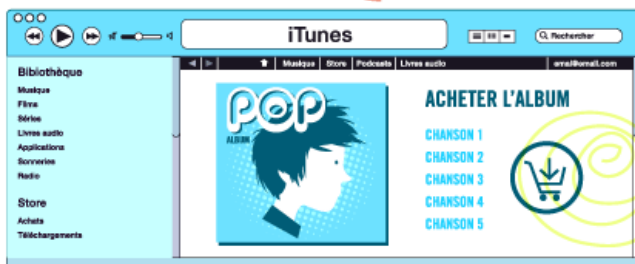 iTunes
Rechercher
Bibliothèque
Musique
Films
Séries
Livres audio
Applications
Sonneries
Radio
Store
Achats
Téléchargements
Musique Store Podcasts Livres audio email@email.com
POP
ALBUM
ACHETER L'ALBUM
CHANSON 1
CHANSON 2
CHANSON 3
CHANSON 4
CHANSON 5